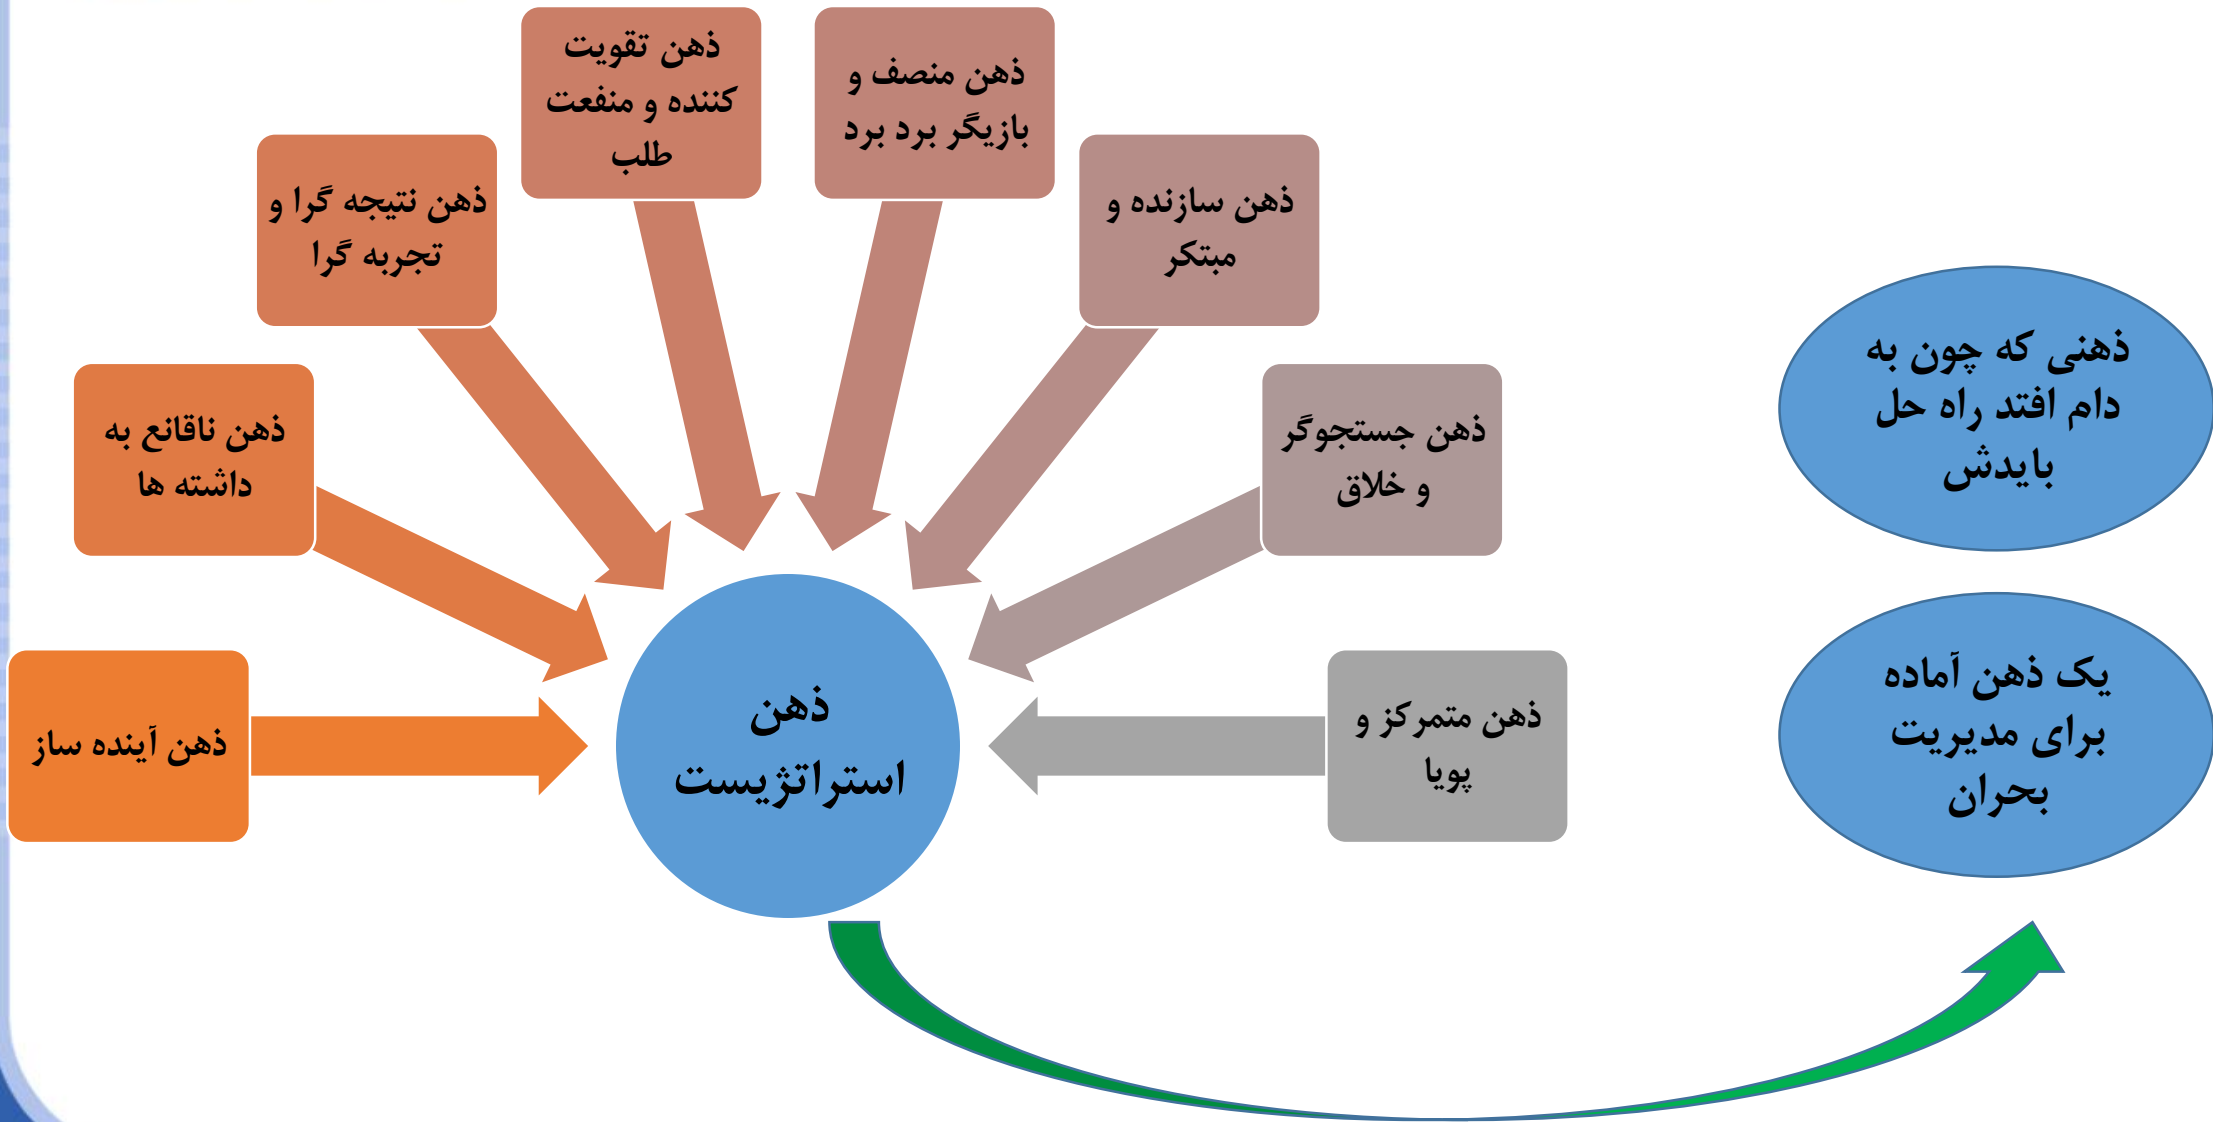 ذهن تقویت
کننده و منفعت
طلب
ذهن منصف و
بازیگر برد برد
ذهن نتیجه گرا و
تجربه گرا
ذهن سازنده و
مبتکر
ذهن ناقانع به
داشته ها
ذهن جستجوگر
و خلاق
ذهن آینده ساز
ذهن متمرکز و
پویا
ذهن
استراتژیست
ذهنی که چون به
دام افتد راه حل
بایدش
یک ذهن آماده
برای مدیریت
بحران